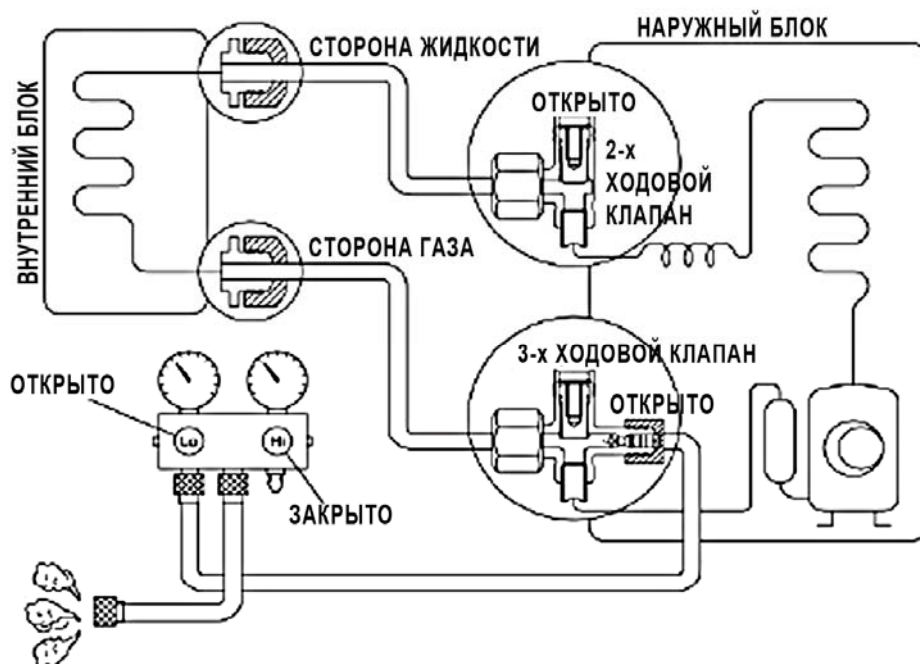 НАРУЖНЫЙ БЛОК
СТОРОНА ЖИДКОСТИ
ВНУТРЕННИЙ БЛОК
ОТКРЫТО
2-х
ХОДОВОЙ
КЛАПАН
СТОРОНА ГАЗА
3-х ХОДОВОЙ КЛАПАН
ОТКРЫТО
ОТКРЫТО
Lo
Hi
ЗАКРЫТО